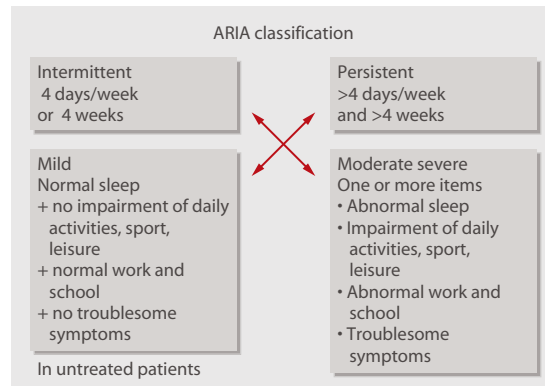 ARIA classification
Intermittent
4 days/week
or 4 weeks
Persistent
>4 days/week
and >4 weeks
Mild
Normal sleep
+ no impairment of daily
activities, sport,
leisure
+ normal work and
school
+ no troublesome
symptoms
Moderate severe
One or more items
• Abnormal sleep
• Impairment of daily
activities, sport,
leisure
• Abnormal work and
school
• Troublesome
symptoms
In untreated patients